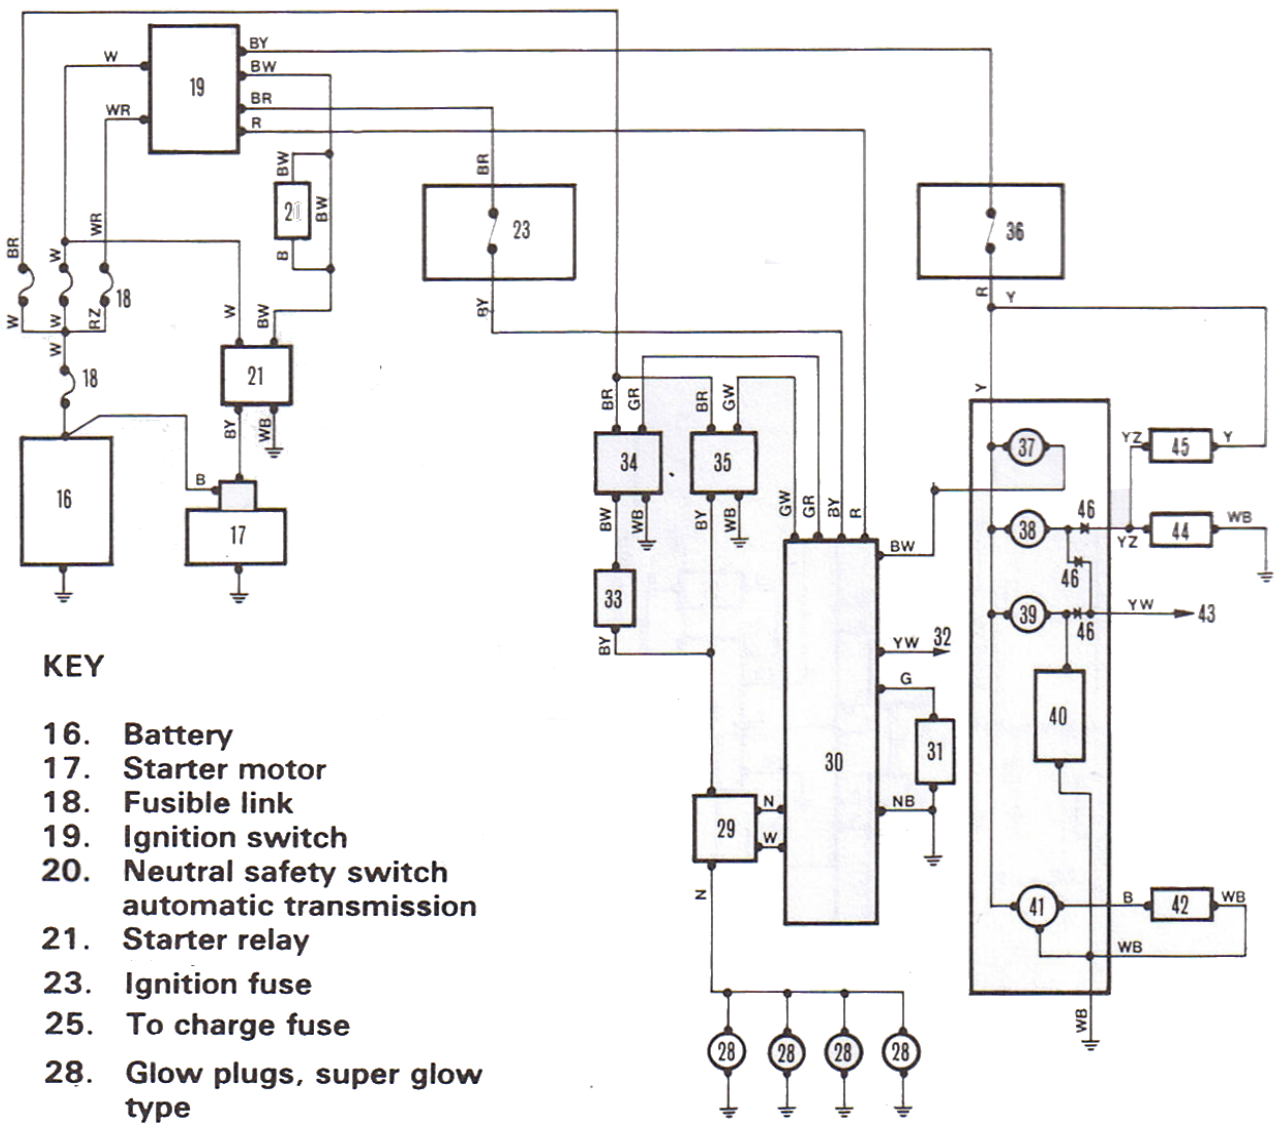 BY
W
19
BW
BR
WR
R
BW
BR
2
BW
23
36
WR
BR
W
B
18
W
BW
BY
R
Y
W
W
RZ
W
18
21
Y
BR
GR
BR
GW
BY
WB
37
YZ
45
Y
34
35
16
B
GW
GR
BY
R
46
17
BW
WB
BY
WB
38
44
WB
YZ
BW
46
33
39
YW
43
46
BY
YW
32
G
40
31
30
NB
29
N
W
N
41
B
42
WB
WB
WB
28
28
28
28
KEY
16. Battery
17. Starter motor
18. Fusible link
19. Ignition switch
20. Neutral safety switch
automatic transmission
21. Starter relay
23. Ignition fuse
25. To charge fuse
28. Glow plugs, super glow
type